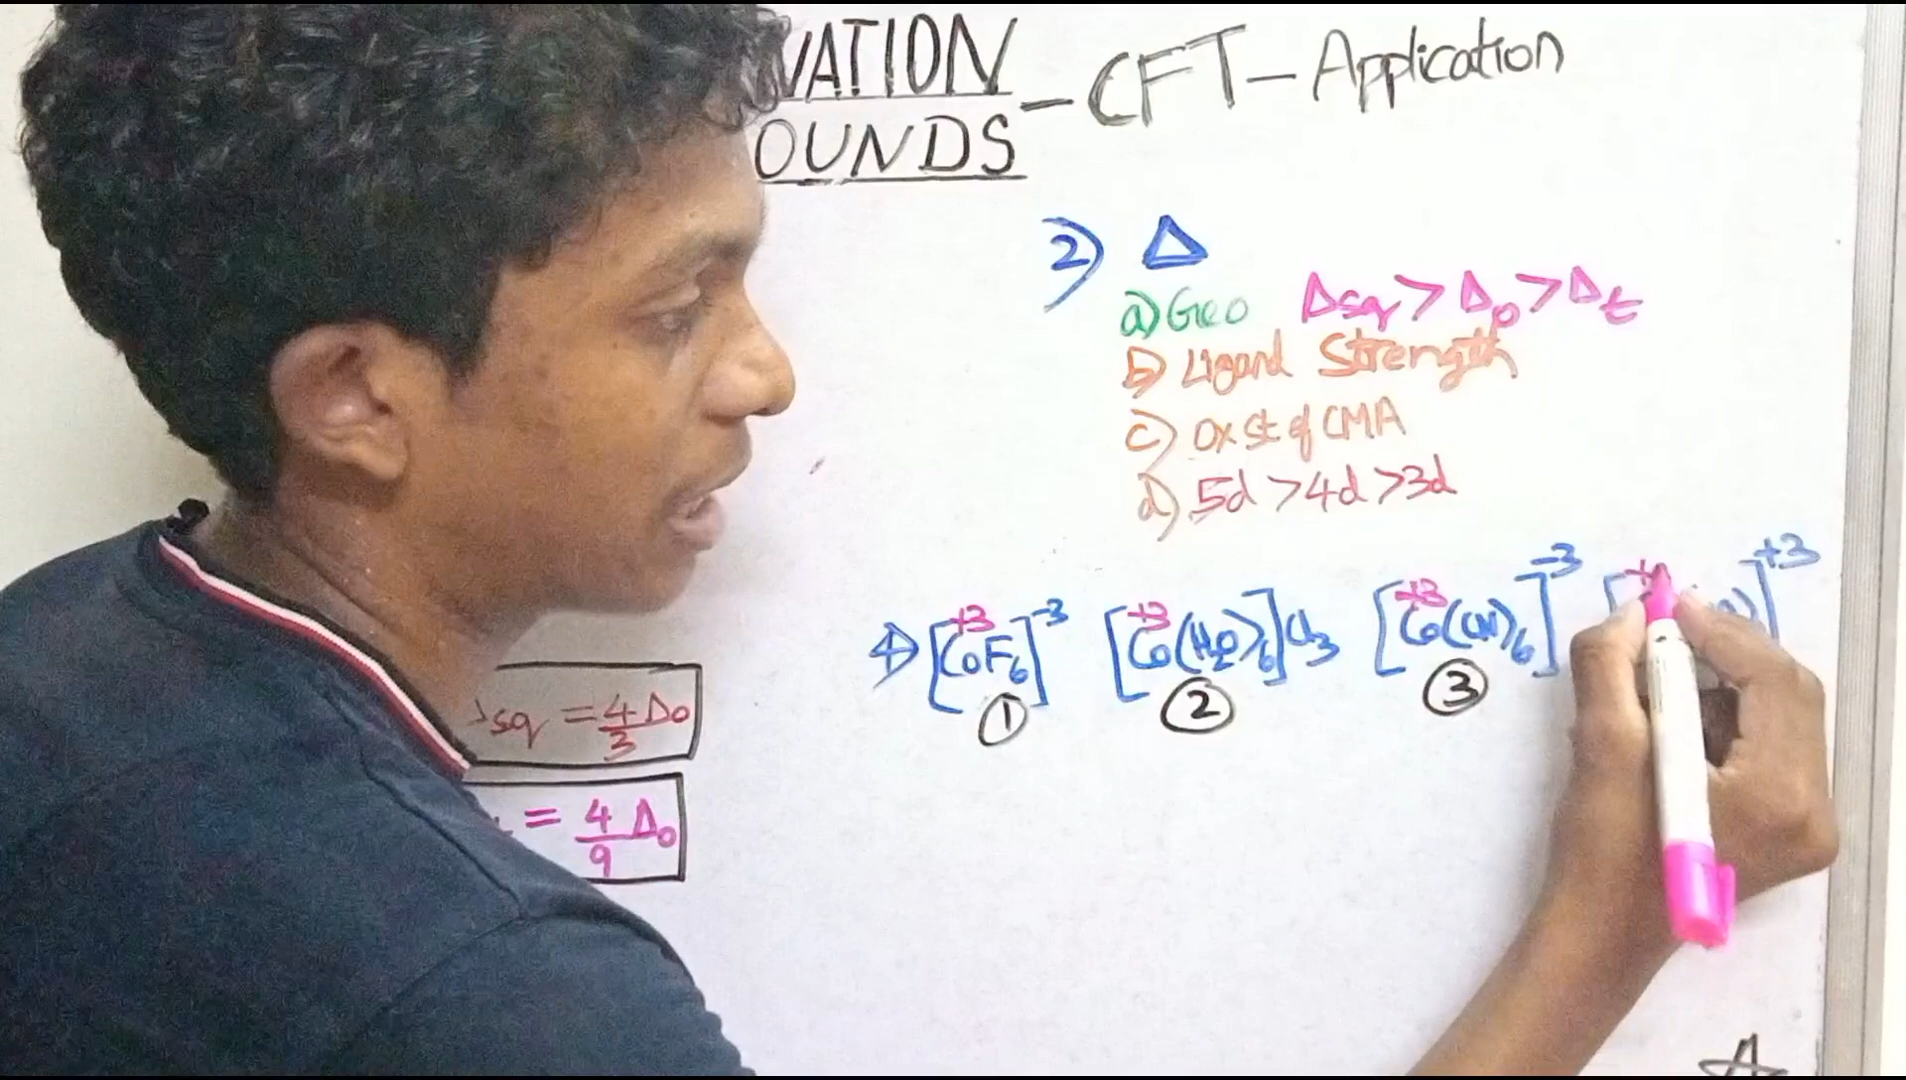 VATION
OUNDS - CFT - Application
2) Δ
a) Geo Δsq > Δo > Δt
b) Ligand Strength
c) Ox st of CMA
d) 5d > 4d > 3d
+3 +3 +3
[CoF6]-3 [Co(H2O)6]Cl3 [Co(CN)6]-3 ]+3
① ② ③
sq = 4/3 Δo
= 4/9 Δo